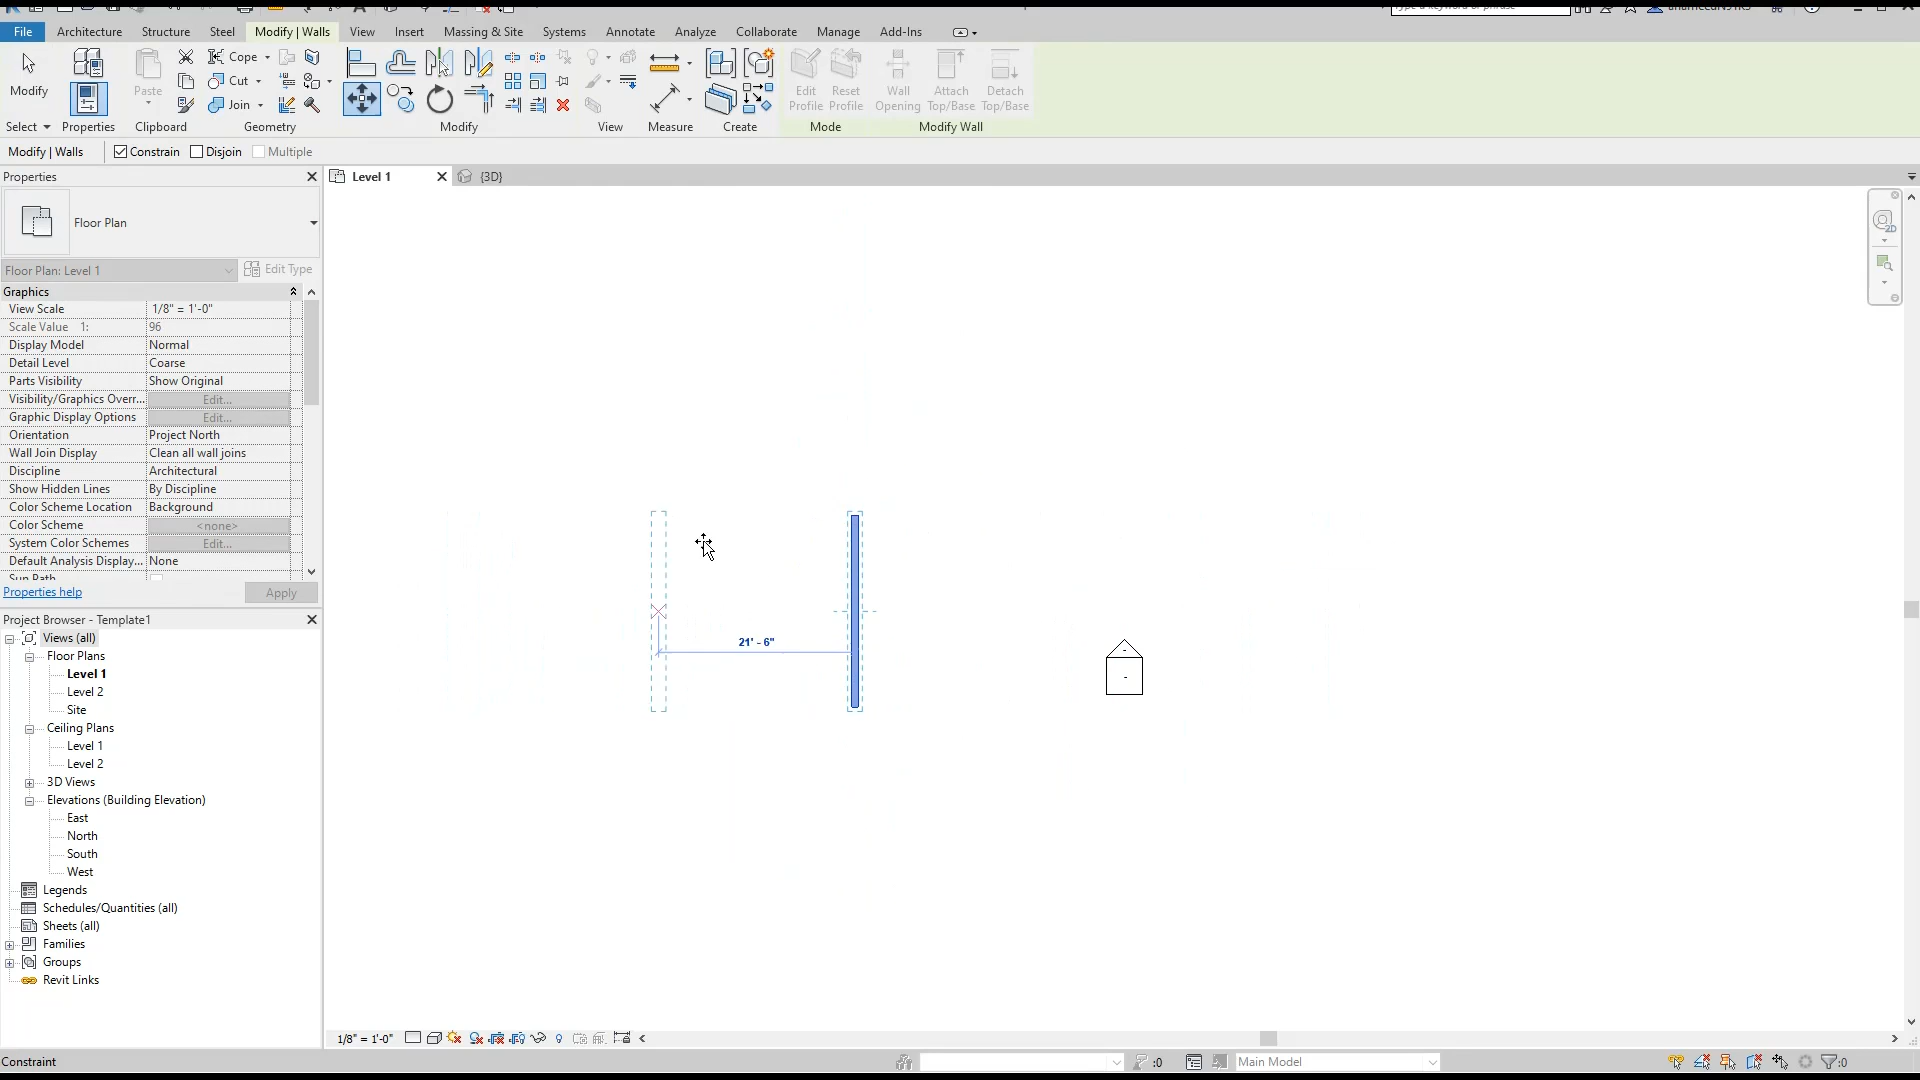 File Architecture Structure Steel Modify | Walls View Insert Massing & Site Systems Annotate Analyze Collaborate Manage Add-Ins
Modify
Paste
Cope
Cut
Join
Edit Profile
Reset Profile
Wall Opening
Attach Top/Base
Detach Top/Base
Select Properties Clipboard Geometry Modify View Measure Create Mode Modify Wall
Modify | Walls Constrain Disjoin Multiple
Properties
Level 1 {3D}
Floor Plan
2D
Floor Plan: Level 1 Edit Type
Graphics
View Scale 1/8" = 1'-0"
Scale Value 1: 96
Display Model Normal
Detail Level Coarse
Parts Visibility Show Original
Visibility/Graphics Overr... Edit...
Graphic Display Options Edit...
Orientation Project North
Wall Join Display Clean all wall joins
Discipline Architectural
Show Hidden Lines By Discipline
Color Scheme Location Background
Color Scheme <none>
System Color Schemes Edit...
Default Analysis Display... None
Sun Path
Properties help Apply
21' - 6"
Project Browser - Template1
Views (all)
Floor Plans
Level 1
Level 2
Site
Ceiling Plans
Level 1
Level 2
3D Views
Elevations (Building Elevation)
East
North
South
West
Legends
Schedules/Quantities (all)
Sheets (all)
Families
Groups
Revit Links
1/8" = 1'-0"
Constraint :0 Main Model :0